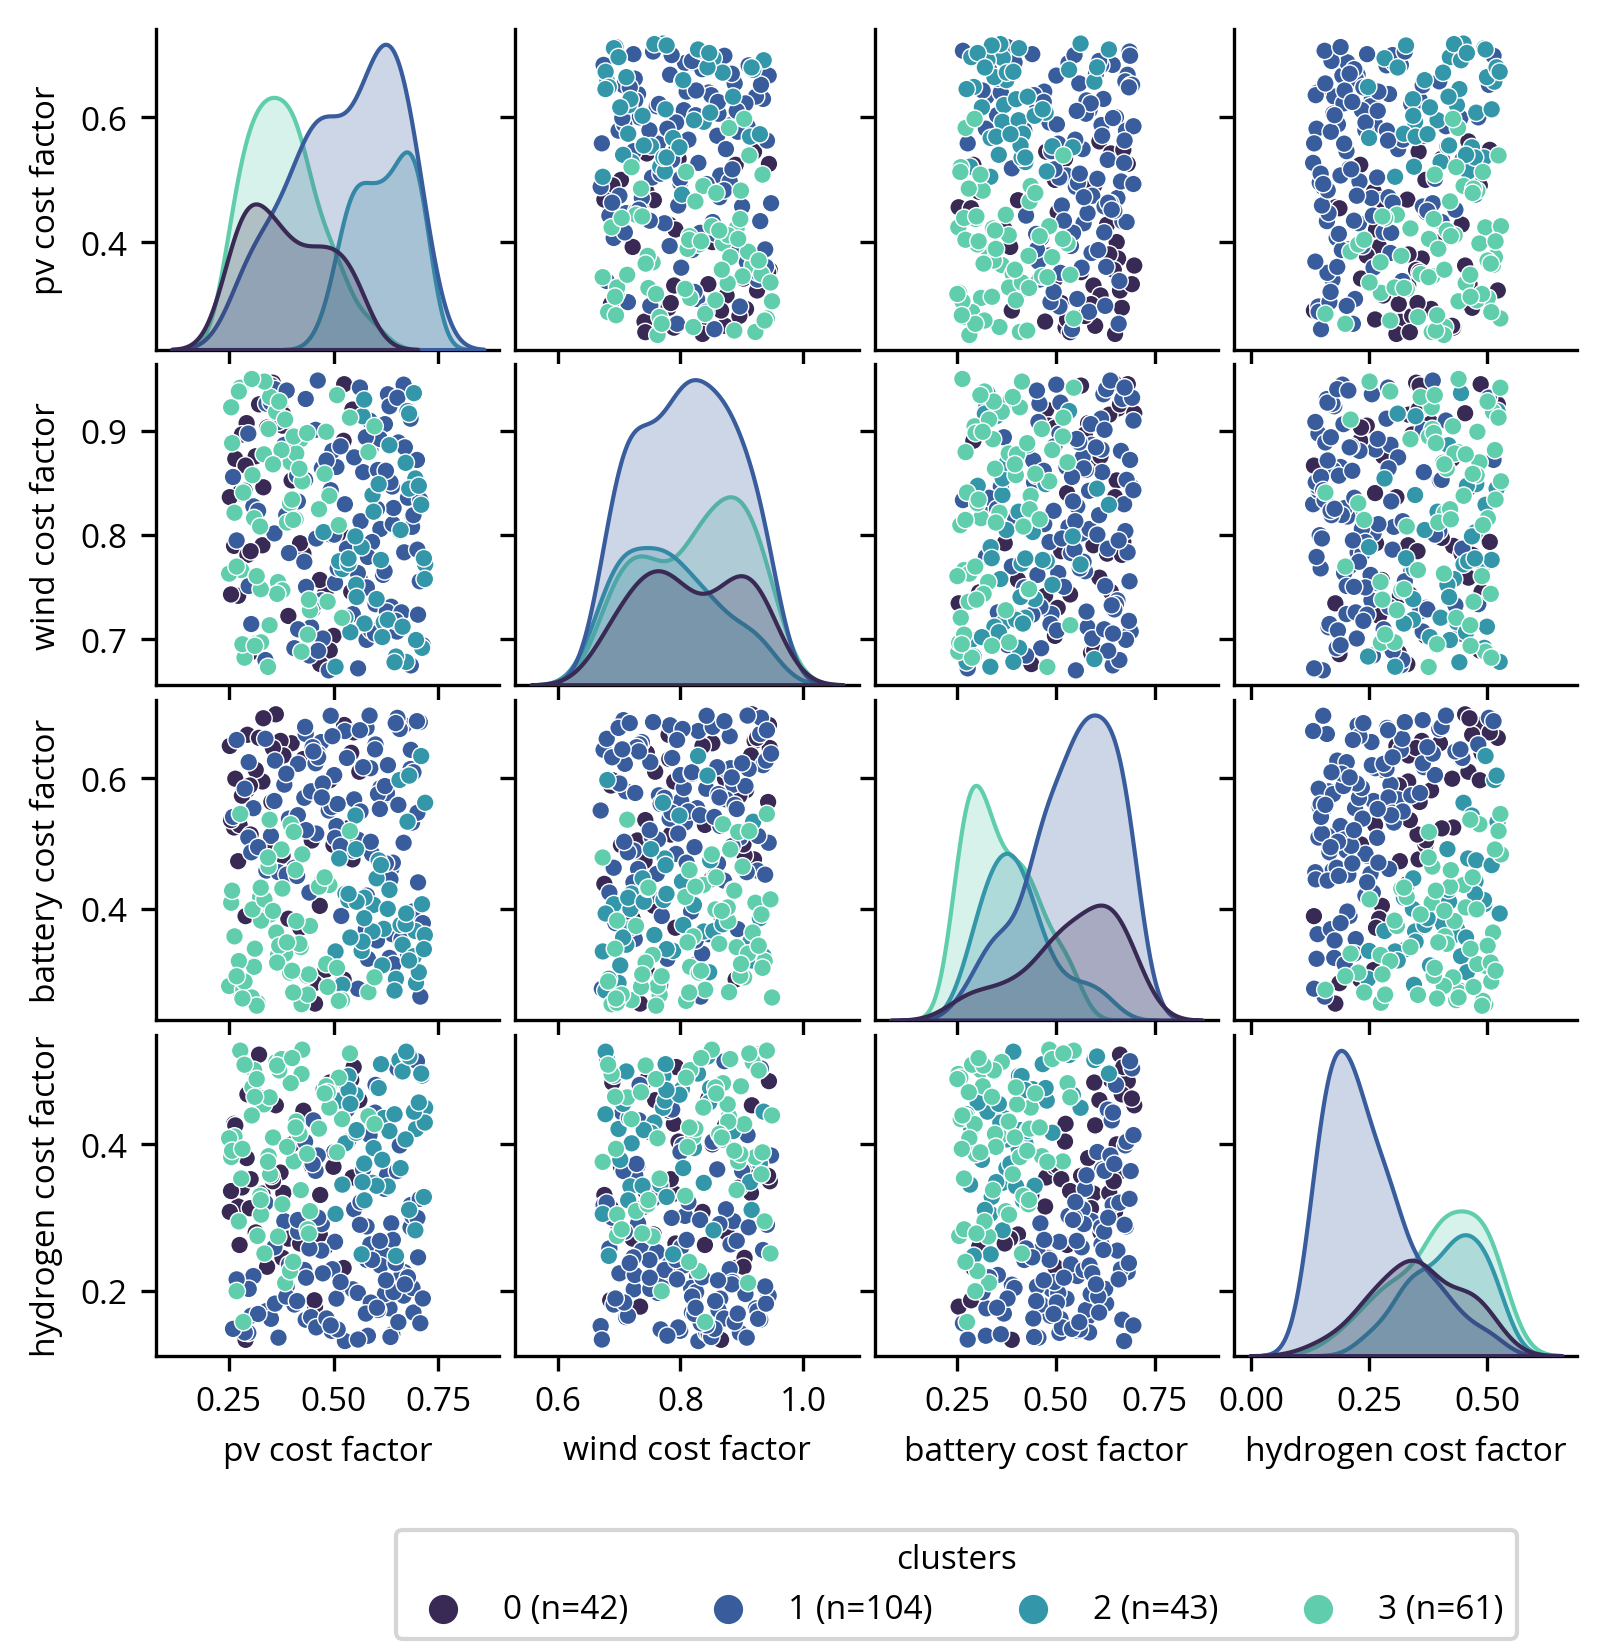 pv cost factor
0.6
0.4
wind cost factor
0.9
0.8
0.7
battery cost factor
0.6
0.4
hydrogen cost factor
0.4
0.2
0.25 0.50 0.75
0.6 0.8 1.0
0.25 0.50 0.75
0.00 0.25 0.50
pv cost factor
wind cost factor
battery cost factor
hydrogen cost factor
clusters
0 (n=42)
1 (n=104)
2 (n=43)
3 (n=61)